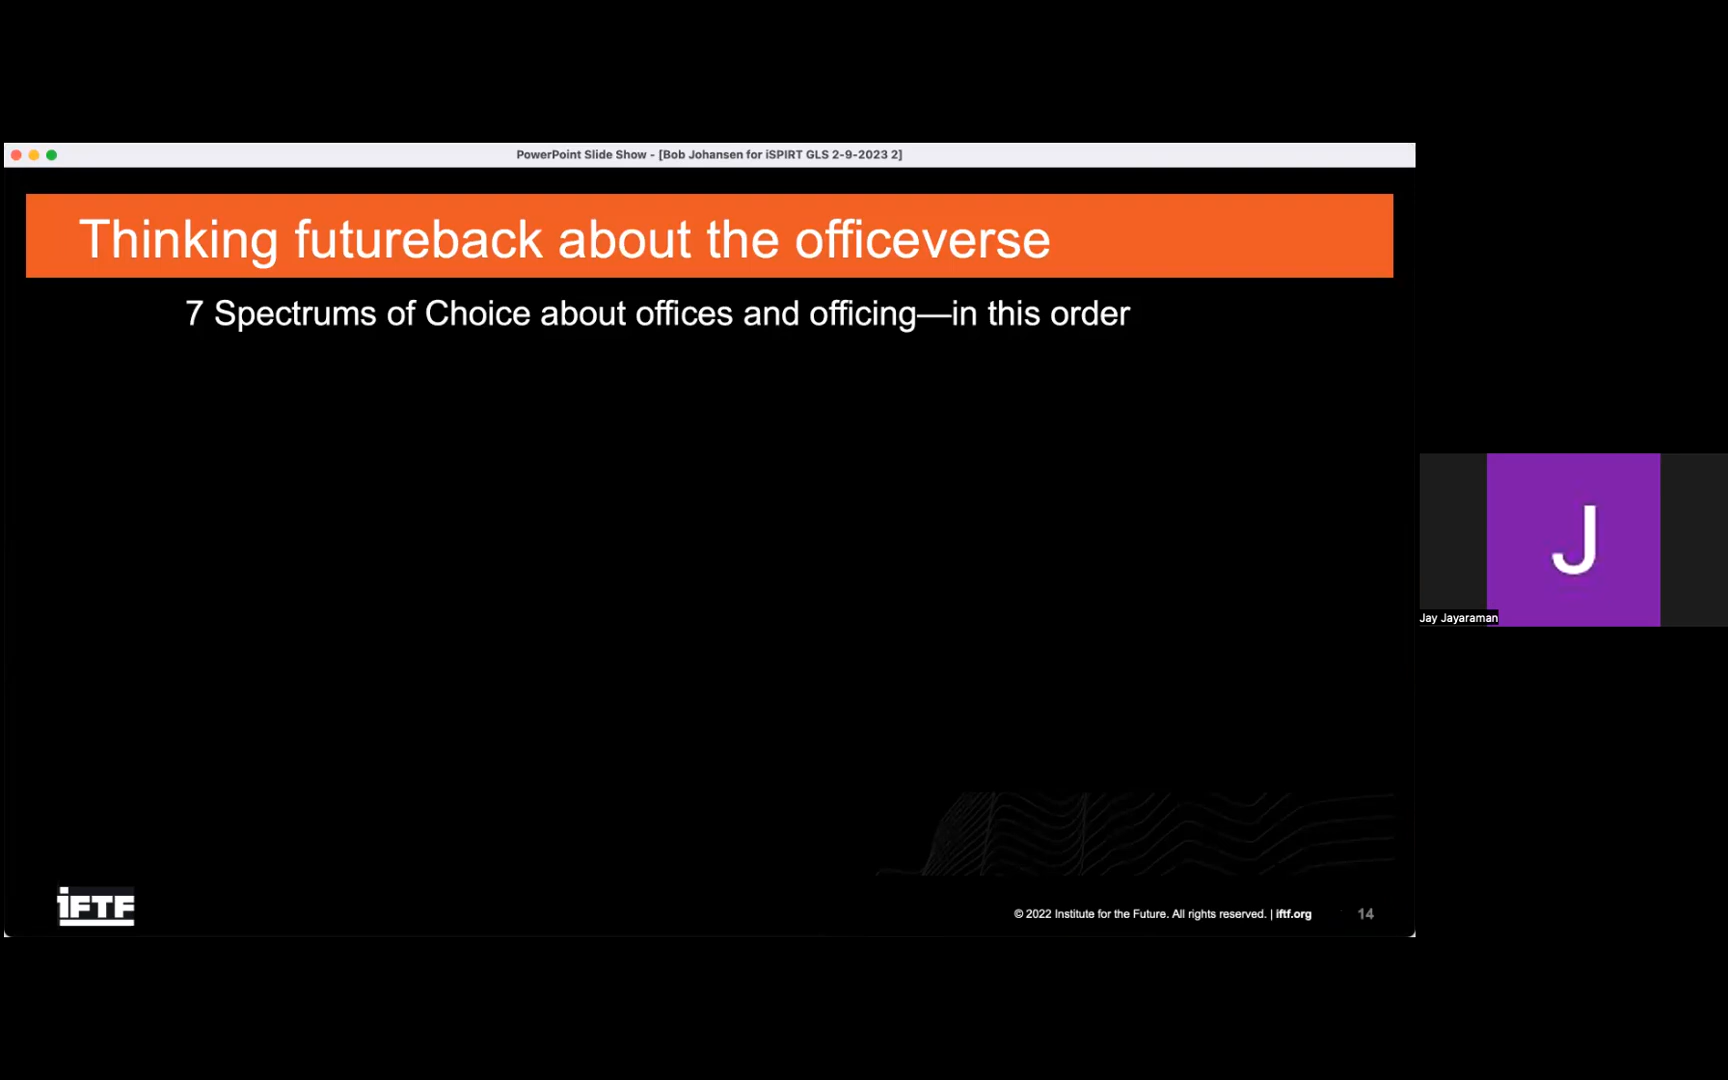 PowerPoint Slide Show - [Bob Johansen for iSPIRT GLS 2-9-2023 2]
Thinking futureback about the officeverse
7 Spectrums of Choice about offices and officing—in this order
J
Jay Jayaraman
iFTF
© 2022 Institute for the Future. All rights reserved. | iftf.org
14